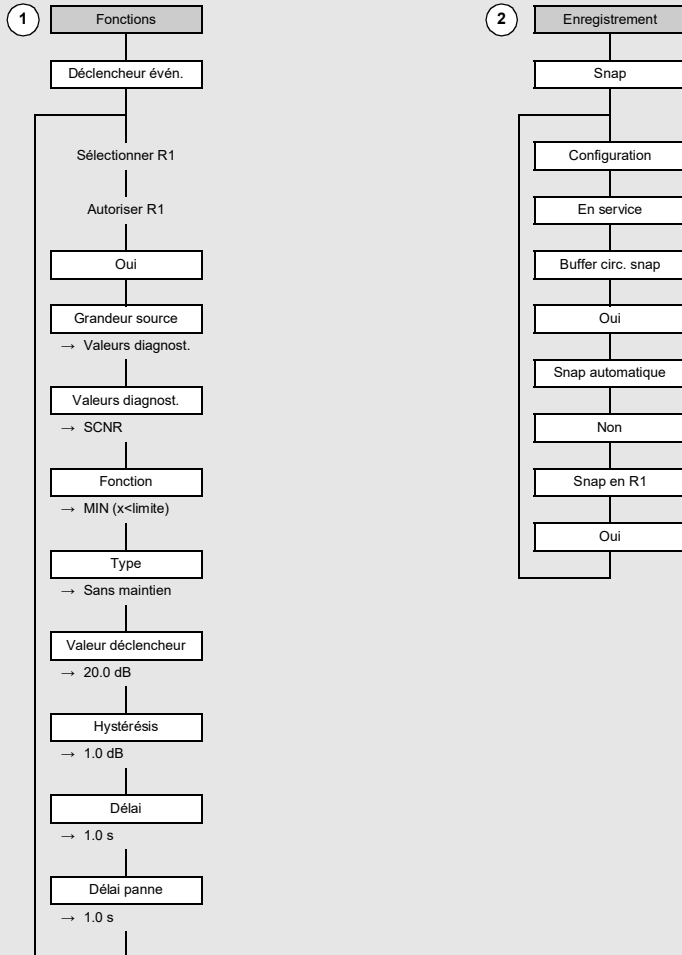 1
Fonctions
Déclencheur évén.
Sélectionner R1
Autoriser R1
Oui
Grandeur source
→ Valeurs diagnost.
Valeurs diagnost.
→ SCNR
Fonction
→ MIN (x<limite)
Type
→ Sans maintien
Valeur déclencheur
→ 20.0 dB
Hystérésis
→ 1.0 dB
Délai
→ 1.0 s
Délai panne
→ 1.0 s
2
Enregistrement
Snap
Configuration
En service
Buffer circ. snap
Oui
Snap automatique
Non
Snap en R1
Oui